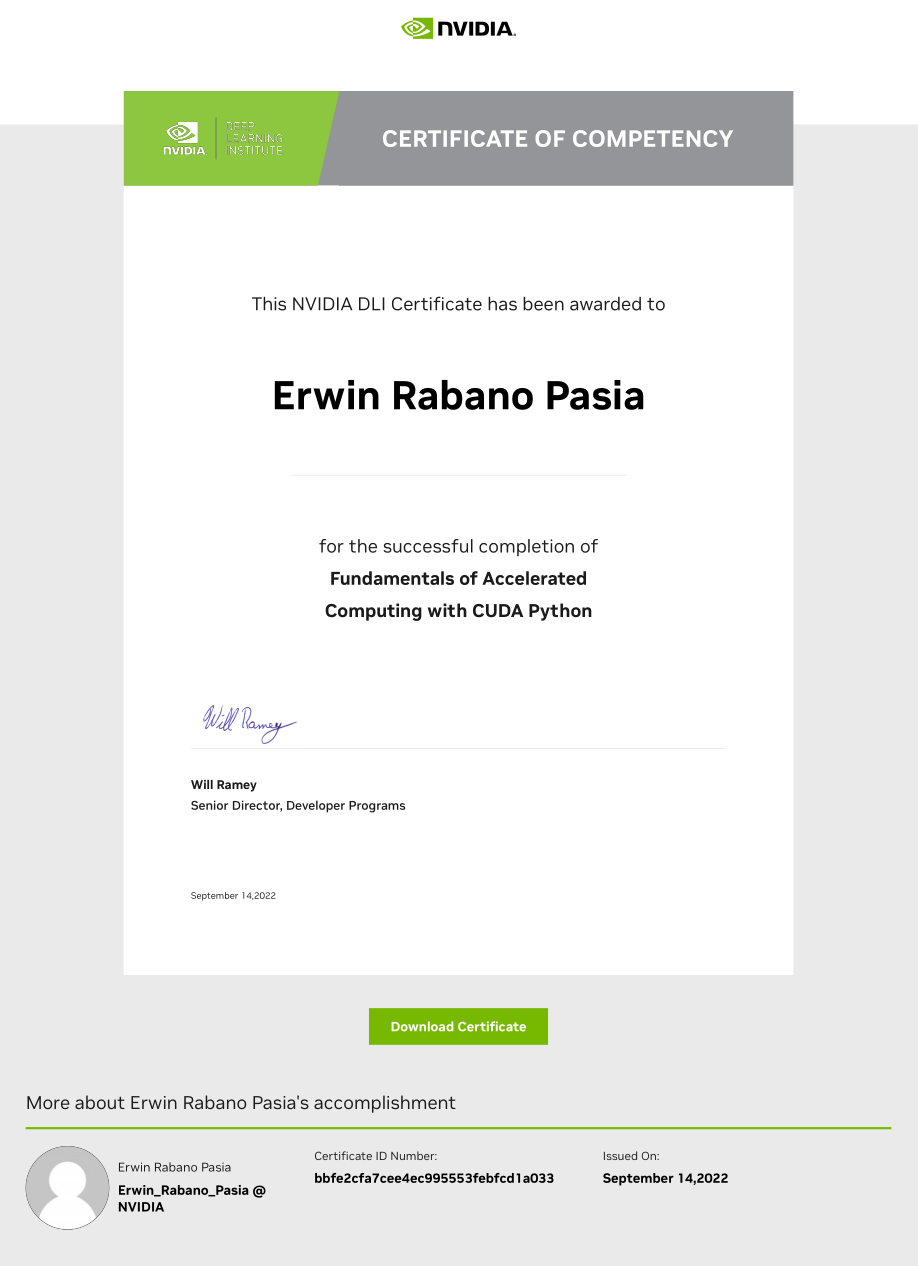 NVIDIA.
NVIDIA.
DEEP
LEARNING
INSTITUTE
CERTIFICATE OF COMPETENCY
This NVIDIA DLI Certificate has been awarded to
Erwin Rabano Pasia
for the successful completion of
Fundamentals of Accelerated
Computing with CUDA Python
Will Ramey
Will Ramey
Senior Director, Developer Programs
September 14,2022
Download Certificate
More about Erwin Rabano Pasia's accomplishment
Erwin Rabano Pasia
Erwin_Rabano_Pasia @
NVIDIA
Certificate ID Number:
bbfe2cfa7cee4ec995553febfcd1a033
Issued On:
September 14,2022